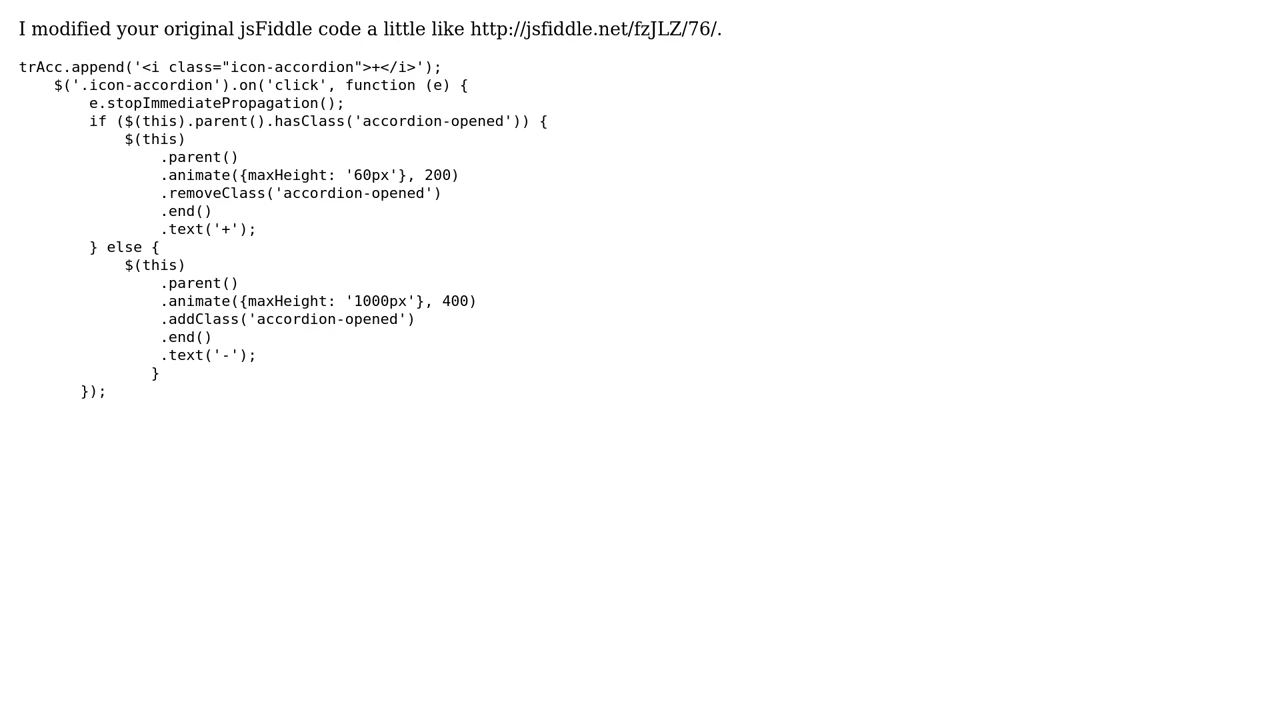 I modified your original jsFiddle code a little like http://jsfiddle.net/fzJLZ/76/.
trAcc.append('<i class="icon-accordion">+</i>');
    $('.icon-accordion').on('click', function (e) {
        e.stopImmediatePropagation();
        if ($(this).parent().hasClass('accordion-opened')) {
            $(this)
                .parent()
                .animate({maxHeight: '60px'}, 200)
                .removeClass('accordion-opened')
                .end()
                .text('+');
        } else {
            $(this)
                .parent()
                .animate({maxHeight: '1000px'}, 400)
                .addClass('accordion-opened')
                .end()
                .text('-');
               }
       });